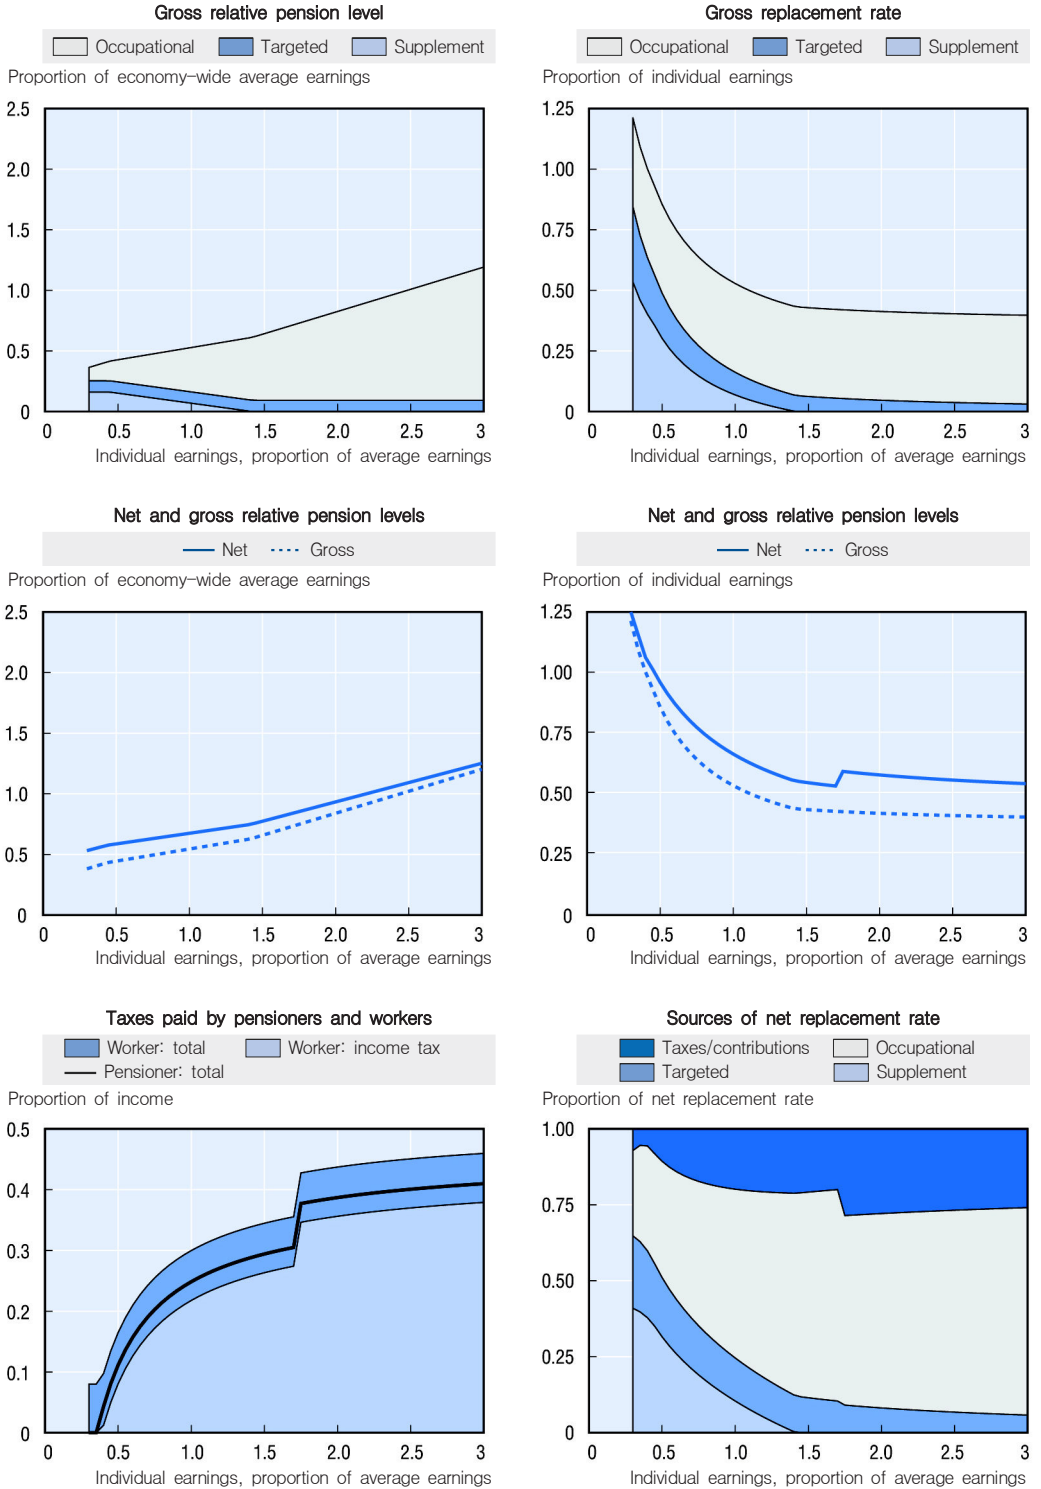 Gross relative pension level
Occupational Targeted Supplement
Proportion of economy-wide average earnings
2.5
2.0
1.5
1.0
0.5
0
0 0.5 1.0 1.5 2.0 2.5 3
Individual earnings, proportion of average earnings
Gross replacement rate
Occupational Targeted Supplement
Proportion of individual earnings
1.25
1.00
0.75
0.50
0.25
0
0 0.5 1.0 1.5 2.0 2.5 3
Individual earnings, proportion of average earnings
Net and gross relative pension levels
Net Gross
Proportion of economy-wide average earnings
2.5
2.0
1.5
1.0
0.5
0
0 0.5 1.0 1.5 2.0 2.5 3
Individual earnings, proportion of average earnings
Net and gross relative pension levels
Net Gross
Proportion of individual earnings
1.25
1.00
0.75
0.50
0.25
0
0 0.5 1.0 1.5 2.0 2.5 3
Individual earnings, proportion of average earnings
Taxes paid by pensioners and workers
Worker: total Worker: income tax
Pensioner: total
Proportion of income
0.5
0.4
0.3
0.2
0.1
0
0 0.5 1.0 1.5 2.0 2.5 3
Individual earnings, proportion of average earnings
Sources of net replacement rate
Taxes/contributions Occupational
Targeted Supplement
Proportion of net replacement rate
1.00
0.75
0.50
0.25
0
0 0.5 1.0 1.5 2.0 2.5 3
Individual earnings, proportion of average earnings